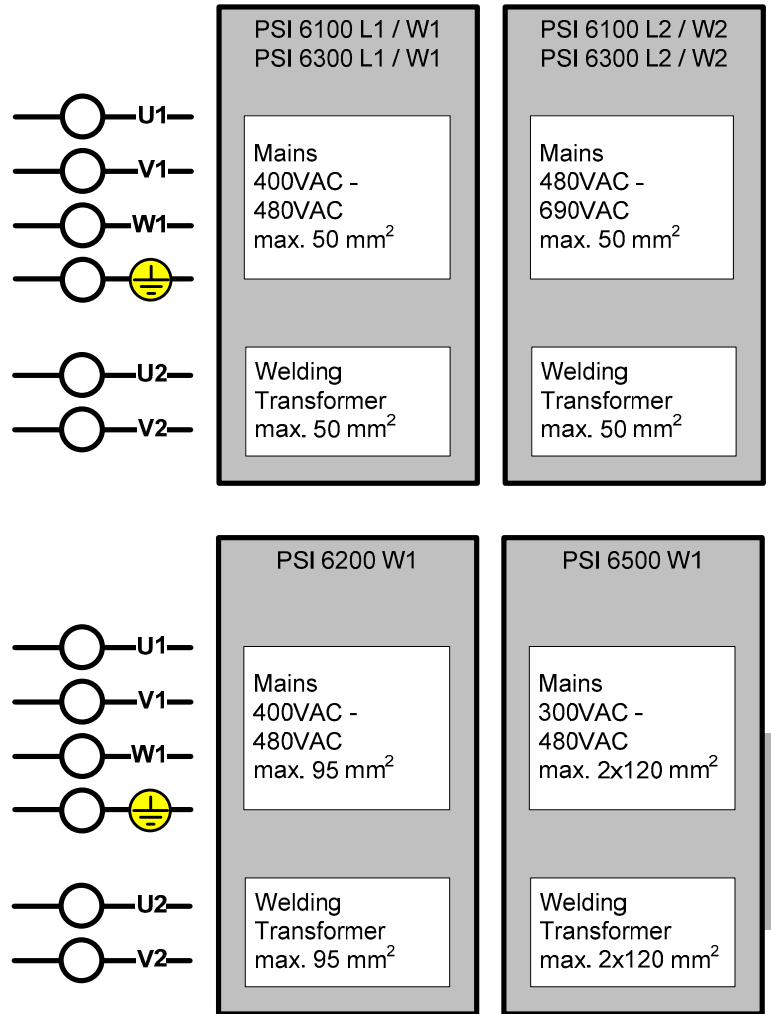 PSI 6100 L1 / W1
PSI 6300 L1 / W1
PSI 6100 L2 / W2
PSI 6300 L2 / W2
U1
V1
W1
U2
V2
Mains
400VAC -
480VAC
max. 50 mm²
Mains
480VAC -
690VAC
max. 50 mm²
Welding
Transformer
max. 50 mm²
Welding
Transformer
max. 50 mm²
PSI 6200 W1
PSI 6500 W1
U1
V1
W1
U2
V2
Mains
400VAC -
480VAC
max. 95 mm²
Mains
300VAC -
480VAC
max. 2x120 mm²
Welding
Transformer
max. 95 mm²
Welding
Transformer
max. 2x120 mm²